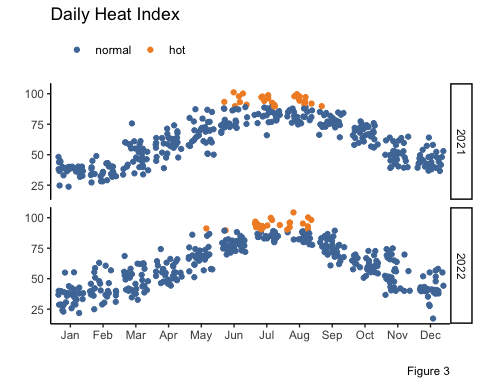 Daily Heat Index
normal hot
100
75
50
25
2021
100
75
50
25
2022
Jan Feb Mar Apr May Jun Jul Aug Sep Oct Nov Dec
Figure 3